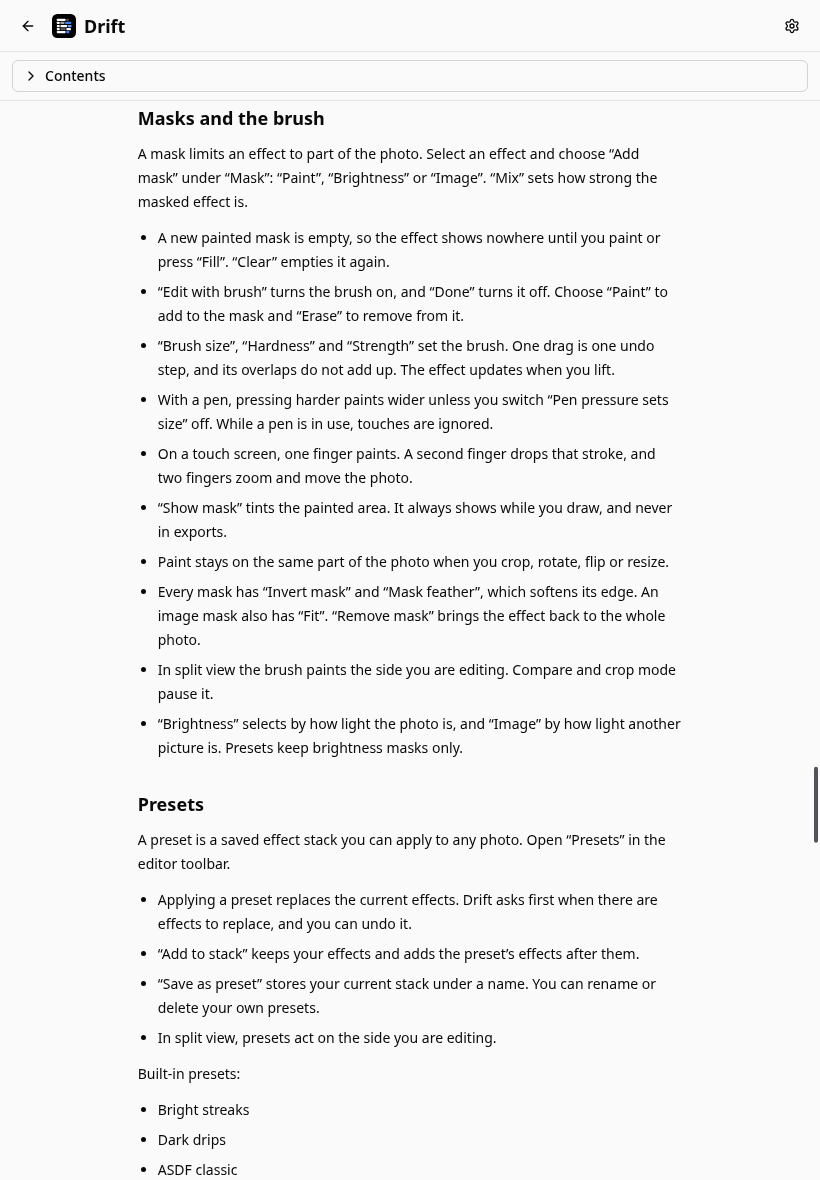 Drift
Contents
Masks and the brush
A mask limits an effect to part of the photo. Select an effect and choose “Add
mask” under “Mask”: “Paint”, “Brightness” or “Image”. “Mix” sets how strong the
masked effect is.
• A new painted mask is empty, so the effect shows nowhere until you paint or
press “Fill”. “Clear” empties it again.
• “Edit with brush” turns the brush on, and “Done” turns it off. Choose “Paint” to
add to the mask and “Erase” to remove from it.
• “Brush size”, “Hardness” and “Strength” set the brush. One drag is one undo
step, and its overlaps do not add up. The effect updates when you lift.
• With a pen, pressing harder paints wider unless you switch “Pen pressure sets
size” off. While a pen is in use, touches are ignored.
• On a touch screen, one finger paints. A second finger drops that stroke, and
two fingers zoom and move the photo.
• “Show mask” tints the painted area. It always shows while you draw, and never
in exports.
• Paint stays on the same part of the photo when you crop, rotate, flip or resize.
• Every mask has “Invert mask” and “Mask feather”, which softens its edge. An
image mask also has “Fit”. “Remove mask” brings the effect back to the whole
photo.
• In split view the brush paints the side you are editing. Compare and crop mode
pause it.
• “Brightness” selects by how light the photo is, and “Image” by how light another
picture is. Presets keep brightness masks only.
Presets
A preset is a saved effect stack you can apply to any photo. Open “Presets” in the
editor toolbar.
• Applying a preset replaces the current effects. Drift asks first when there are
effects to replace, and you can undo it.
• “Add to stack” keeps your effects and adds the preset’s effects after them.
• “Save as preset” stores your current stack under a name. You can rename or
delete your own presets.
• In split view, presets act on the side you are editing.
Built-in presets:
• Bright streaks
• Dark drips
• ASDF classic